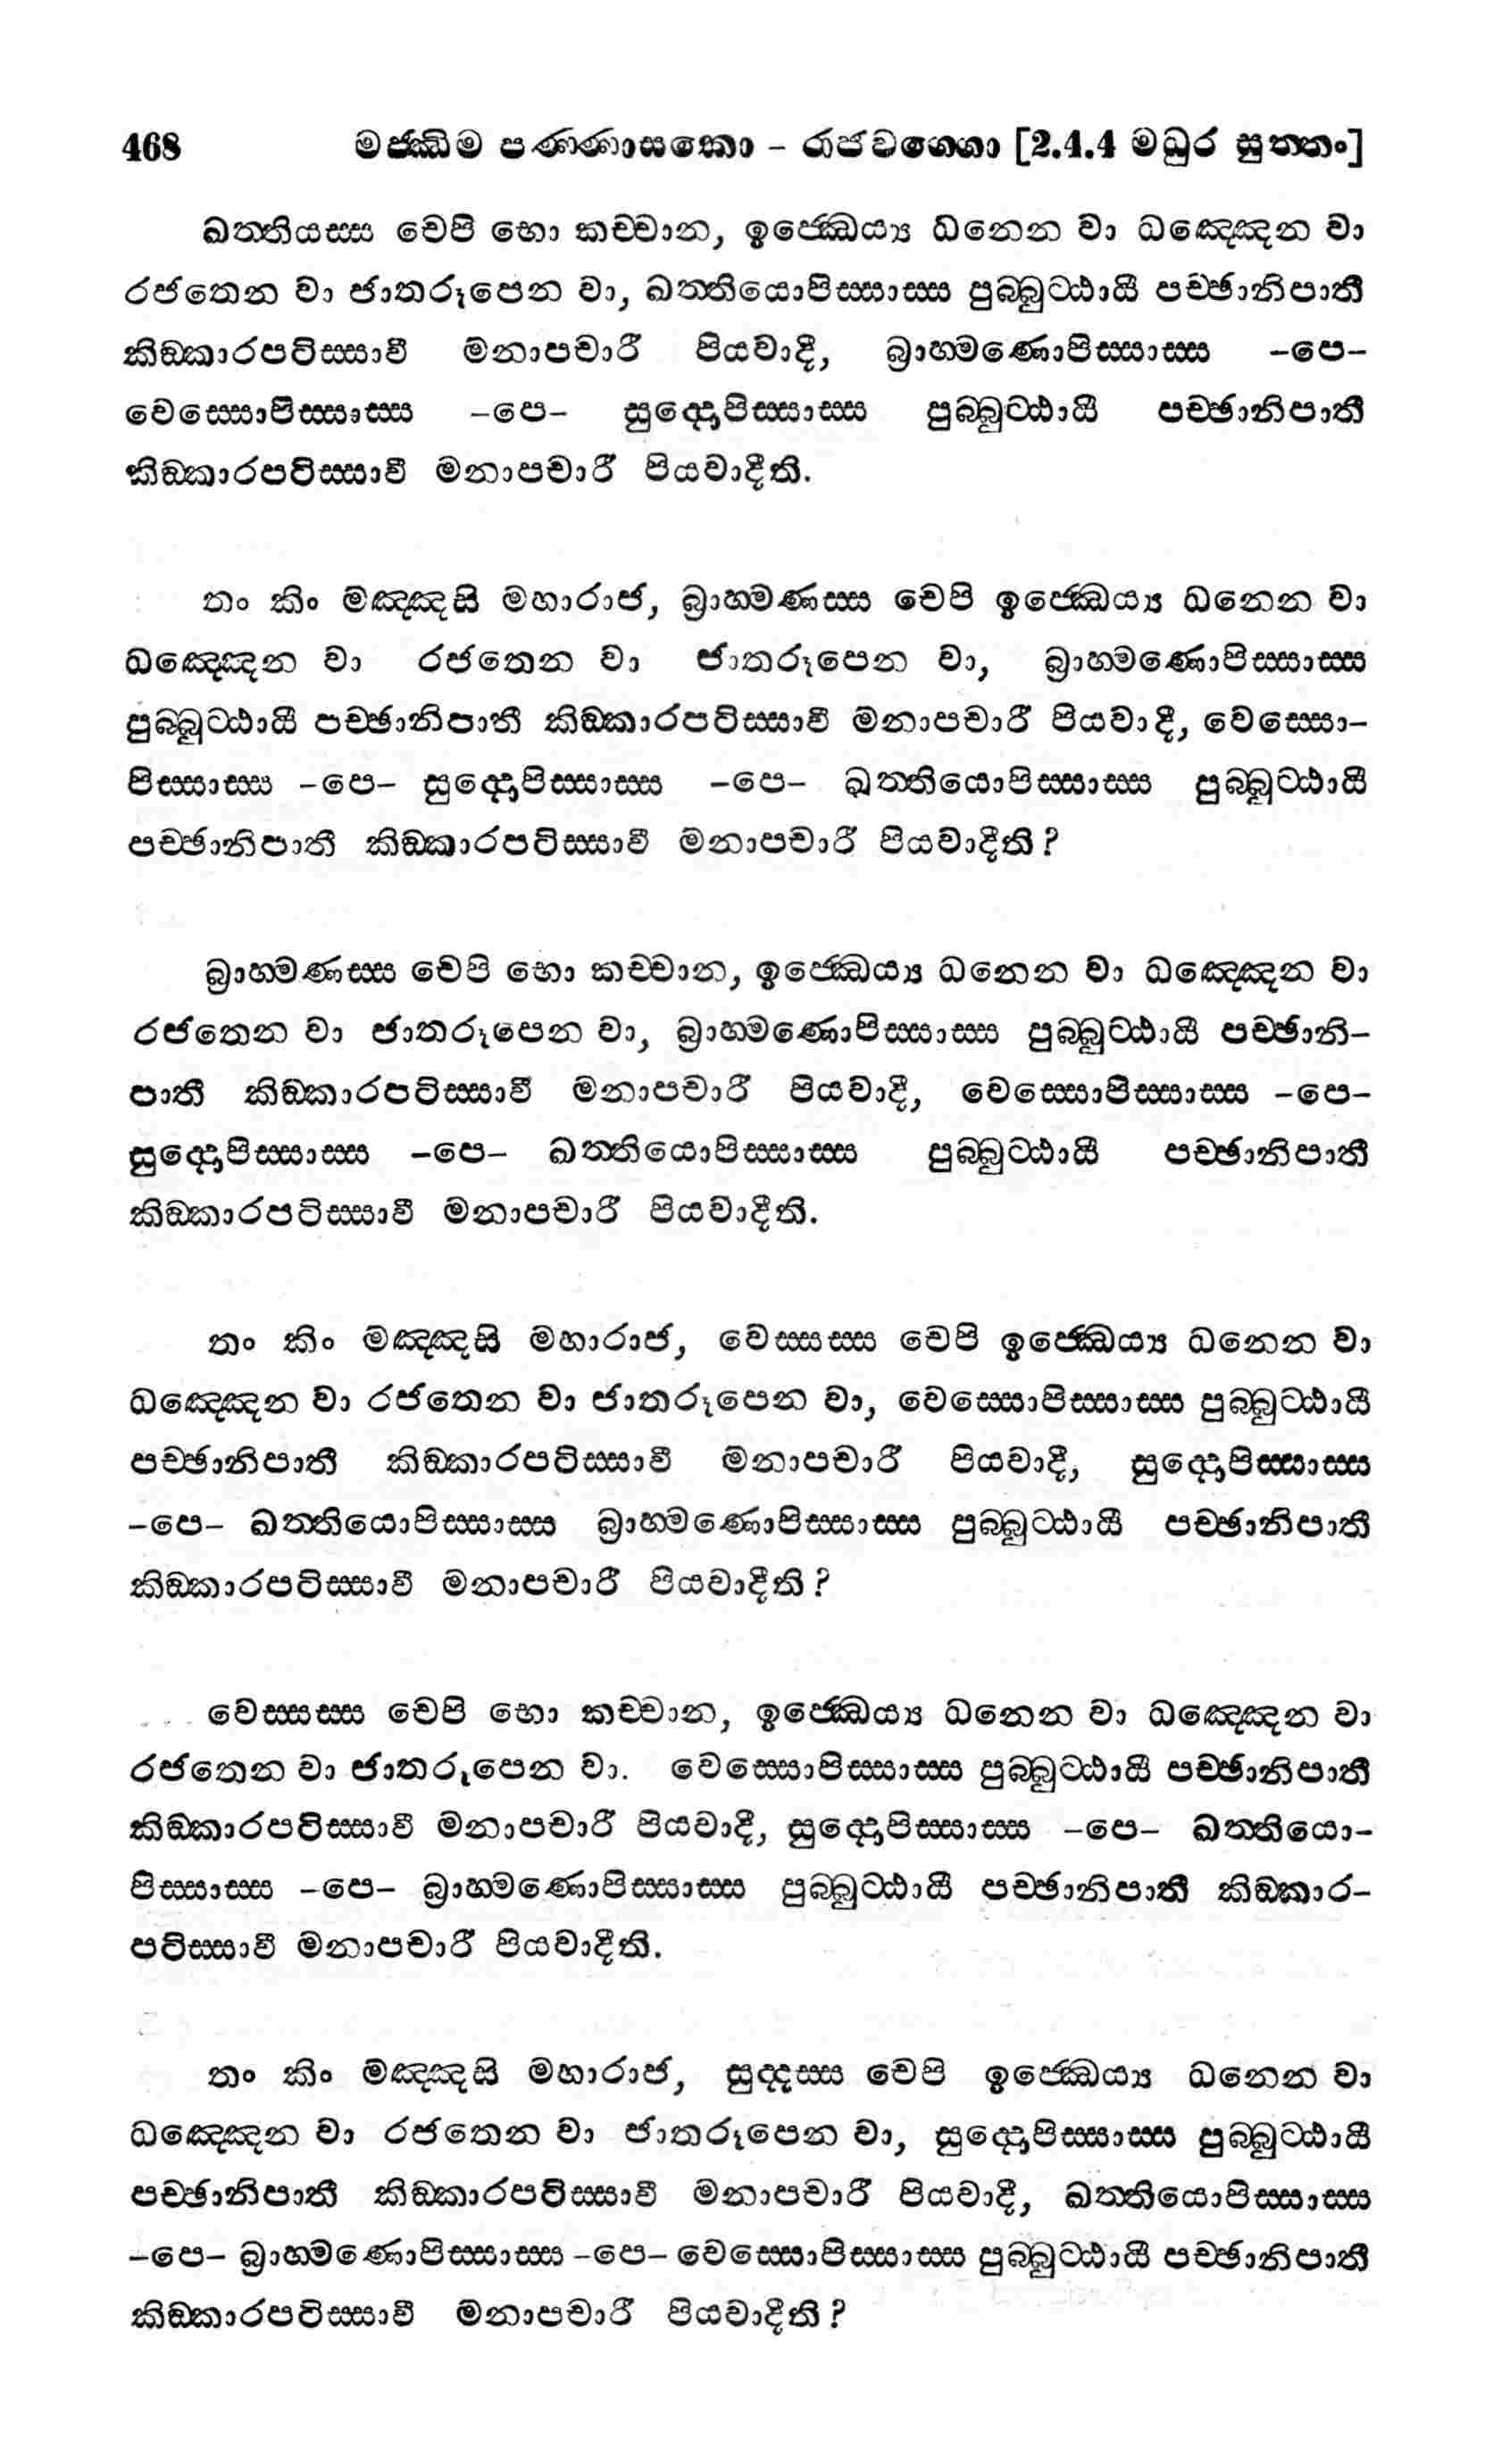 468 මජ්ඣිම පණ්ණාසකො - රාජවග්ගො [2.4.4 මධුර සුත්තං]
ඛත්තියස්ස චෙපි භො කච්චාන, ඉජ්ඣෙය්‍ය ධනෙන වා ධඤ්ඤෙන වා
රජතෙන වා ජාතරූපෙන වා, ඛත්තියොපිස්සාස්ස පුබ්බුට්ඨායී පච්ඡානිපාතී
කිඞ්කාරපටිස්සාවී මනාපචාරී පියවාදී, බ්‍රාහ්මණොපිස්සාස්ස -පෙ-
වෙස්සොපිස්සාස්ස -පෙ- සුද්දොපිස්සාස්ස පුබ්බුට්ඨායී පච්ඡානිපාතී
කිඞ්කාරපටිස්සාවී මනාපචාරී පියවාදීති.
තං කිං මඤ්ඤසි මහාරාජ, බ්‍රාහ්මණස්ස චෙපි ඉජ්ඣෙය්‍ය ධනෙන වා
ධඤ්ඤෙන වා රජතෙන වා ජාතරූපෙන වා, බ්‍රාහ්මණොපිස්සාස්ස
පුබ්බුට්ඨායී පච්ඡානිපාතී කිඞ්කාරපටිස්සාවී මනාපචාරී පියවාදී, වෙස්සො-
පිස්සාස්ස -පෙ- සුද්දොපිස්සාස්ස -පෙ- ඛත්තියොපිස්සාස්ස පුබ්බුට්ඨායී
පච්ඡානිපාතී කිඞ්කාරපටිස්සාවී මනාපචාරී පියවාදීති?
බ්‍රාහ්මණස්ස චෙපි භො කච්චාන, ඉජ්ඣෙය්‍ය ධනෙන වා ධඤ්ඤෙන වා
රජතෙන වා ජාතරූපෙන වා, බ්‍රාහ්මණොපිස්සාස්ස පුබ්බුට්ඨායී පච්ඡානි-
පාතී කිඞ්කාරපටිස්සාවී මනාපචාරී පියවාදී, වෙස්සොපිස්සාස්ස -පෙ-
සුද්දොපිස්සාස්ස -පෙ- ඛත්තියොපිස්සාස්ස පුබ්බුට්ඨායී පච්ඡානිපාතී
කිඞ්කාරපටිස්සාවී මනාපචාරී පියවාදීති.
තං කිං මඤ්ඤසි මහාරාජ, වෙස්සස්ස චෙපි ඉජ්ඣෙය්‍ය ධනෙන වා
ධඤ්ඤෙන වා රජතෙන වා ජාතරූපෙන වා, වෙස්සොපිස්සාස්ස පුබ්බුට්ඨායී
පච්ඡානිපාතී කිඞ්කාරපටිස්සාවී මනාපචාරී පියවාදී, සුද්දොපිස්සාස්ස
-පෙ- ඛත්තියොපිස්සාස්ස බ්‍රාහ්මණොපිස්සාස්ස පුබ්බුට්ඨායී පච්ඡානිපාතී
කිඞ්කාරපටිස්සාවී මනාපචාරී පියවාදීති?
වෙස්සස්ස චෙපි භො කච්චාන, ඉජ්ඣෙය්‍ය ධනෙන වා ධඤ්ඤෙන වා
රජතෙන වා ජාතරූපෙන වා. වෙස්සොපිස්සාස්ස පුබ්බුට්ඨායී පච්ඡානිපාතී
කිඞ්කාරපටිස්සාවී මනාපචාරී පියවාදී, සුද්දොපිස්සාස්ස -පෙ- ඛත්තියො-
පිස්සාස්ස -පෙ- බ්‍රාහ්මණොපිස්සාස්ස පුබ්බුට්ඨායී පච්ඡානිපාතී කිඞ්කාර-
පටිස්සාවී මනාපචාරී පියවාදීති.
තං කිං මඤ්ඤසි මහාරාජ, සුද්දස්ස චෙපි ඉජ්ඣෙය්‍ය ධනෙන වා
ධඤ්ඤෙන වා රජතෙන වා ජාතරූපෙන වා, සුද්දොපිස්සාස්ස පුබ්බුට්ඨායී
පච්ඡානිපාතී කිඞ්කාරපටිස්සාවී මනාපචාරී පියවාදී, ඛත්තියොපිස්සාස්ස
-පෙ- බ්‍රාහ්මණොපිස්සාස්ස -පෙ- වෙස්සොපිස්සාස්ස පුබ්බුට්ඨායී පච්ඡානිපාතී
කිඞ්කාරපටිස්සාවී මනාපචාරී පියවාදීති?